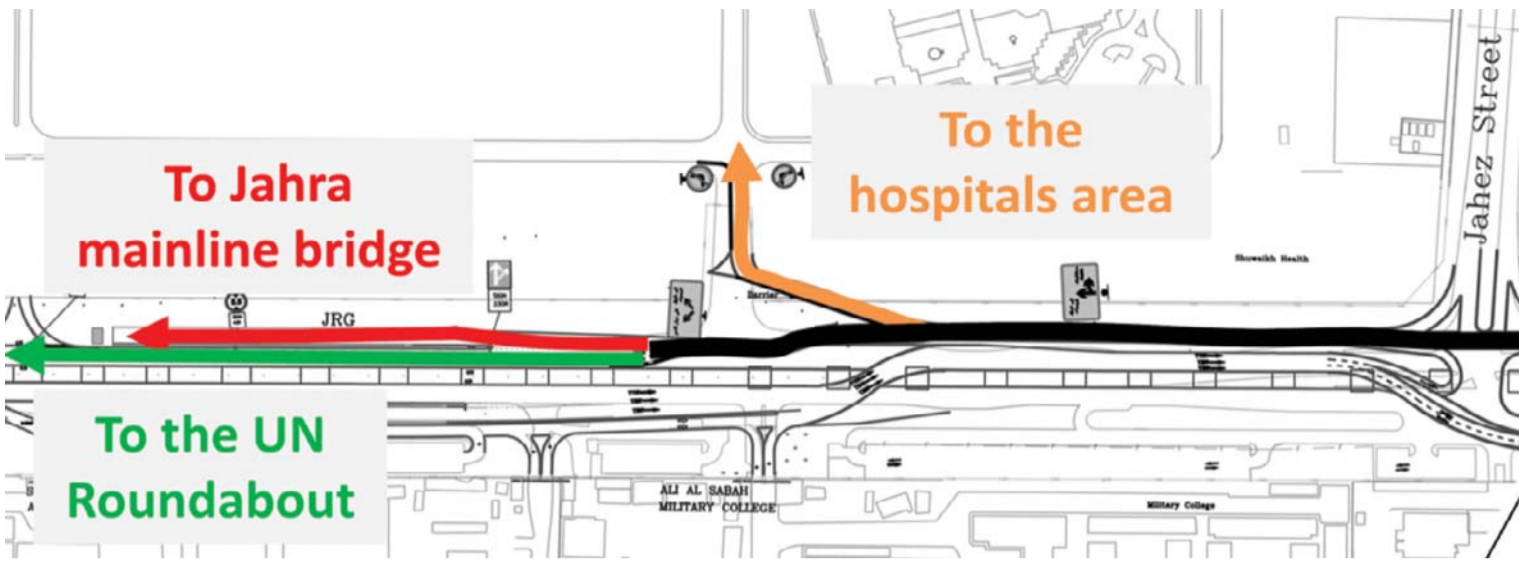 To the
hospitals area
Jahez Street
To Jahra
mainline bridge
Shuwaikh Health
Barrier
JRG
To the UN
Roundabout
ALI AL SABAH
MILITARY COLLEGE
Military College